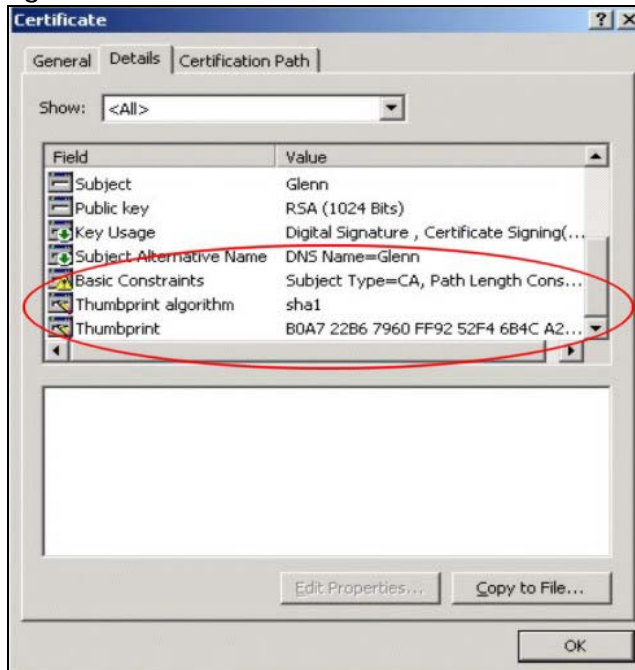 Certificate
General Details Certification Path
Show: <All>
Field Value
Subject Glenn
Public key RSA (1024 Bits)
Key Usage Digital Signature , Certificate Signing(...
Subject Alternative Name DNS Name=Glenn
Basic Constraints Subject Type=CA, Path Length Cons...
Thumbprint algorithm sha1
Thumbprint B0A7 22B6 7960 FF92 52F4 6B4C A2...
Edit Properties... Copy to File...
OK